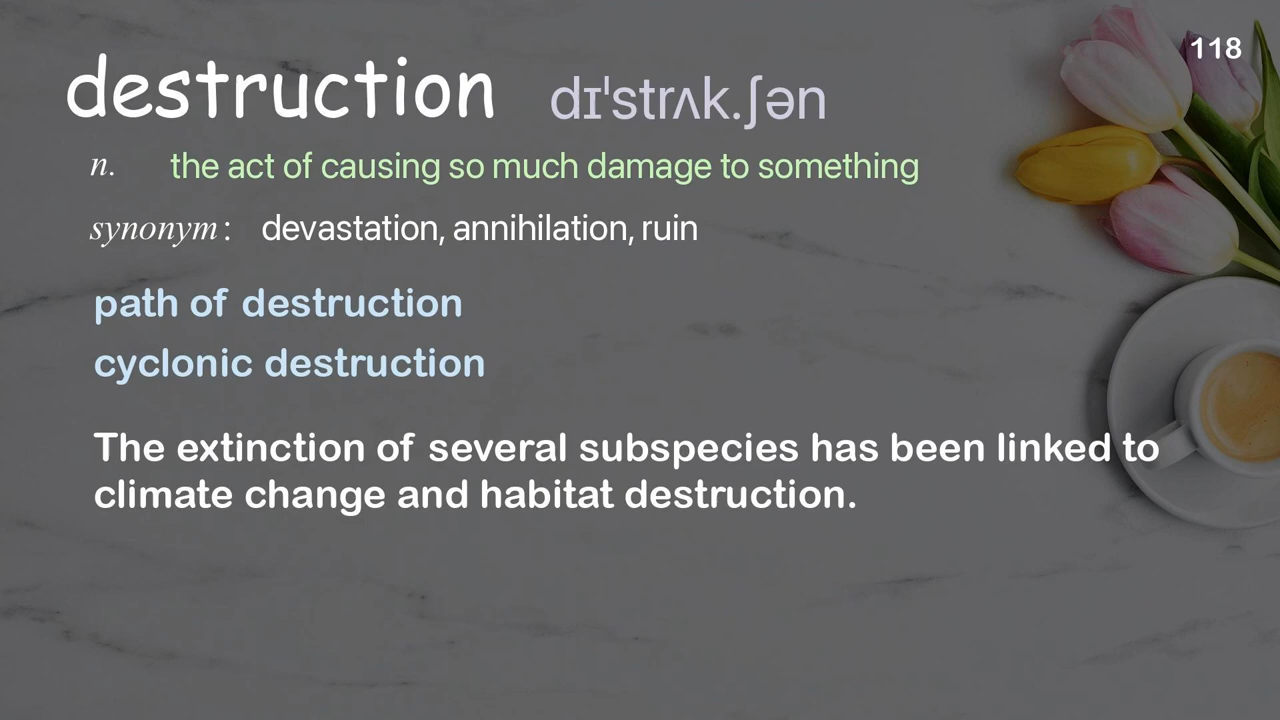 118
destruction dɪˈstrʌk.ʃən
n. the act of causing so much damage to something
synonym: devastation, annihilation, ruin
path of destruction
cyclonic destruction
The extinction of several subspecies has been linked to
climate change and habitat destruction.